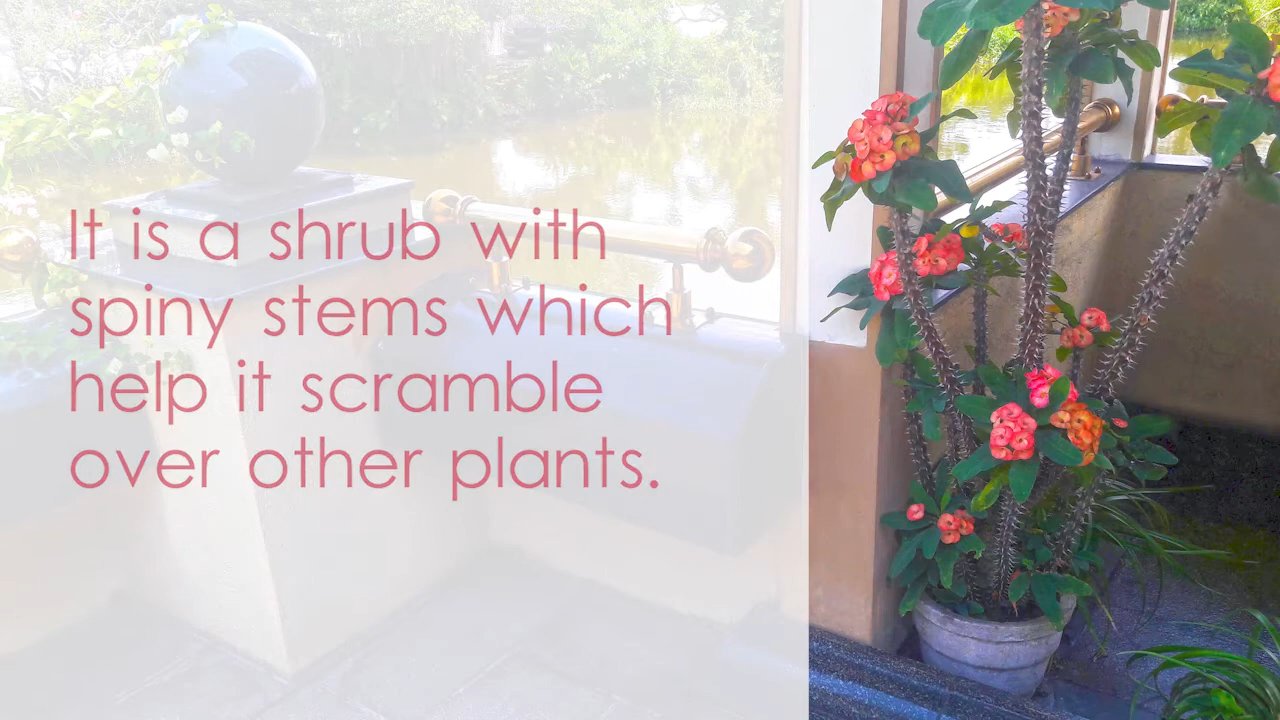 It is a shrub with
spiny stems which
help it scramble
over other plants.